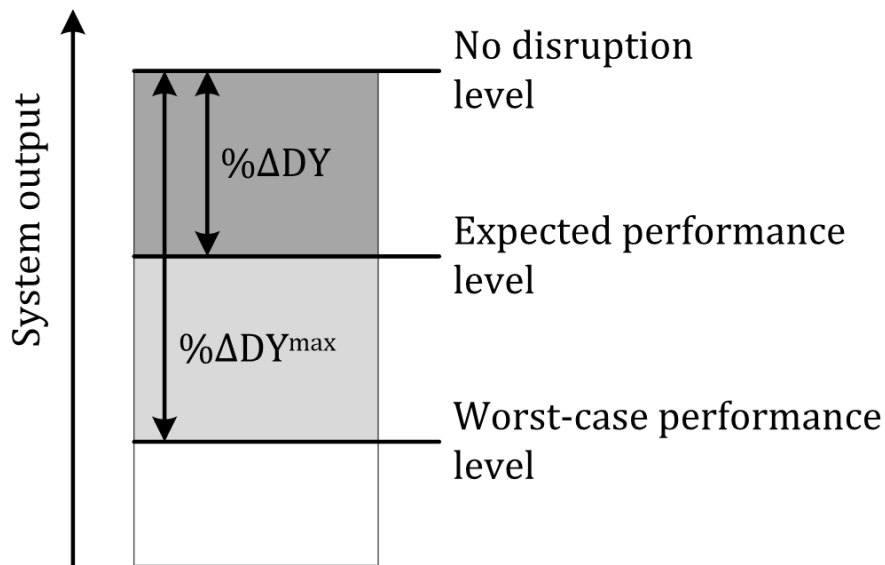 System output
No disruption
level
%ΔDY
Expected performance
level
%ΔDYmax
Worst-case performance
level